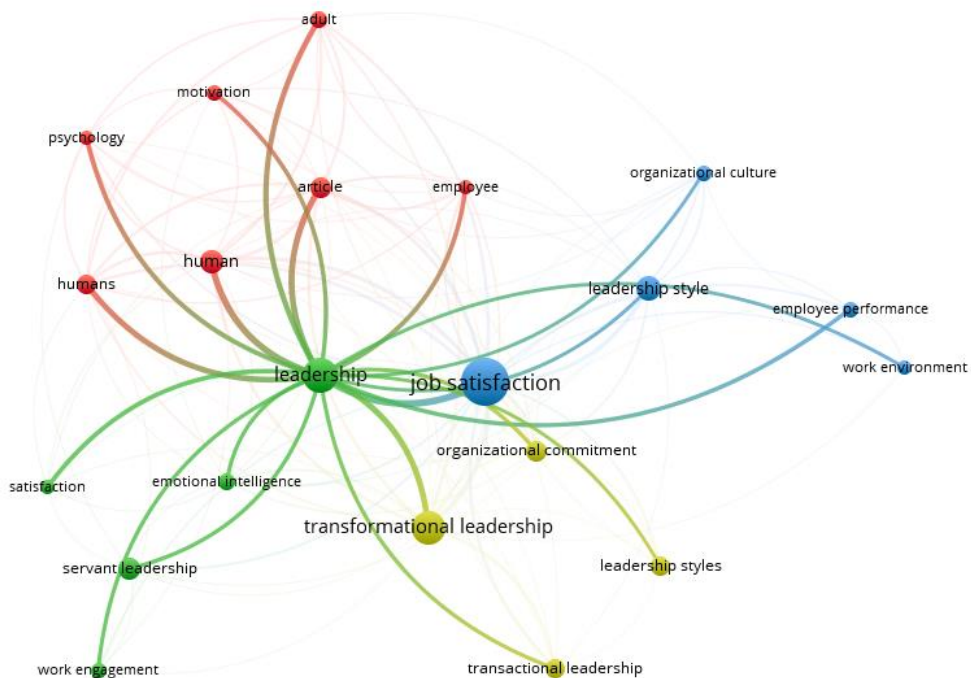 adult
motivation
psychology
organizational culture
article
employee
human
humans
leadership style
employee performance
work environment
leadership
job satisfaction
organizational commitment
emotional intelligence
satisfaction
transformational leadership
servant leadership
leadership styles
work engagement
transactional leadership